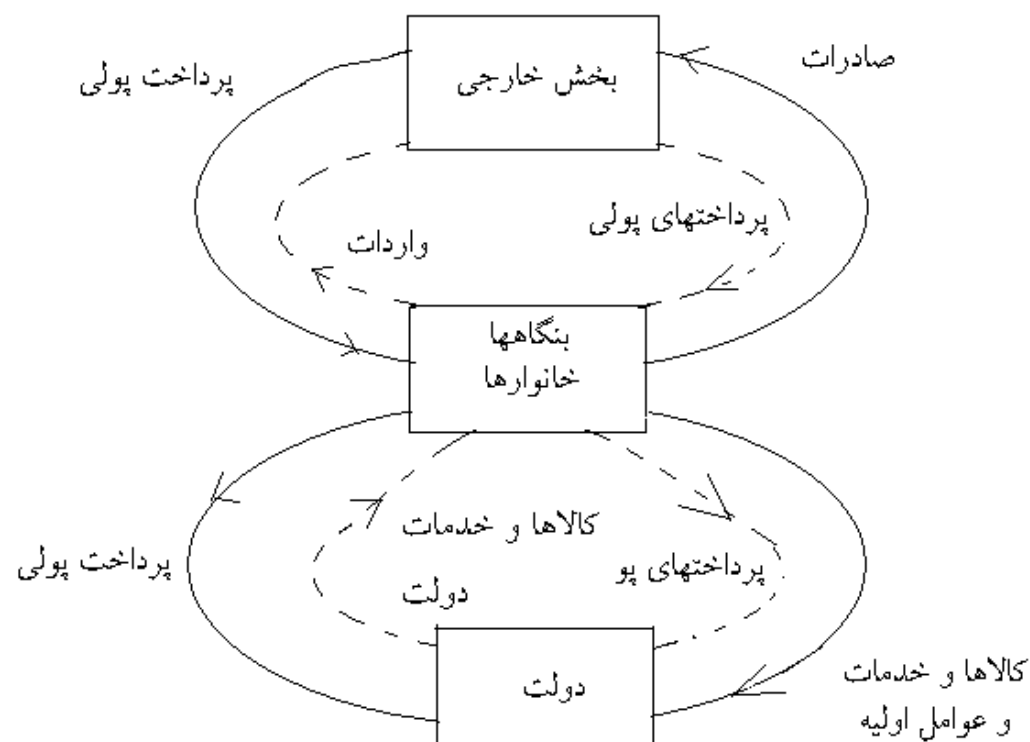 صادرات
پرداخت پولی
بخش خارجی
پرداختهای پولی
واردات
بنگاهها
خانوارها
کالاها و خدمات
دولت
پرداختهای پو
پرداخت پولی
دولت
کالاها و خدمات
و عوامل اولیه